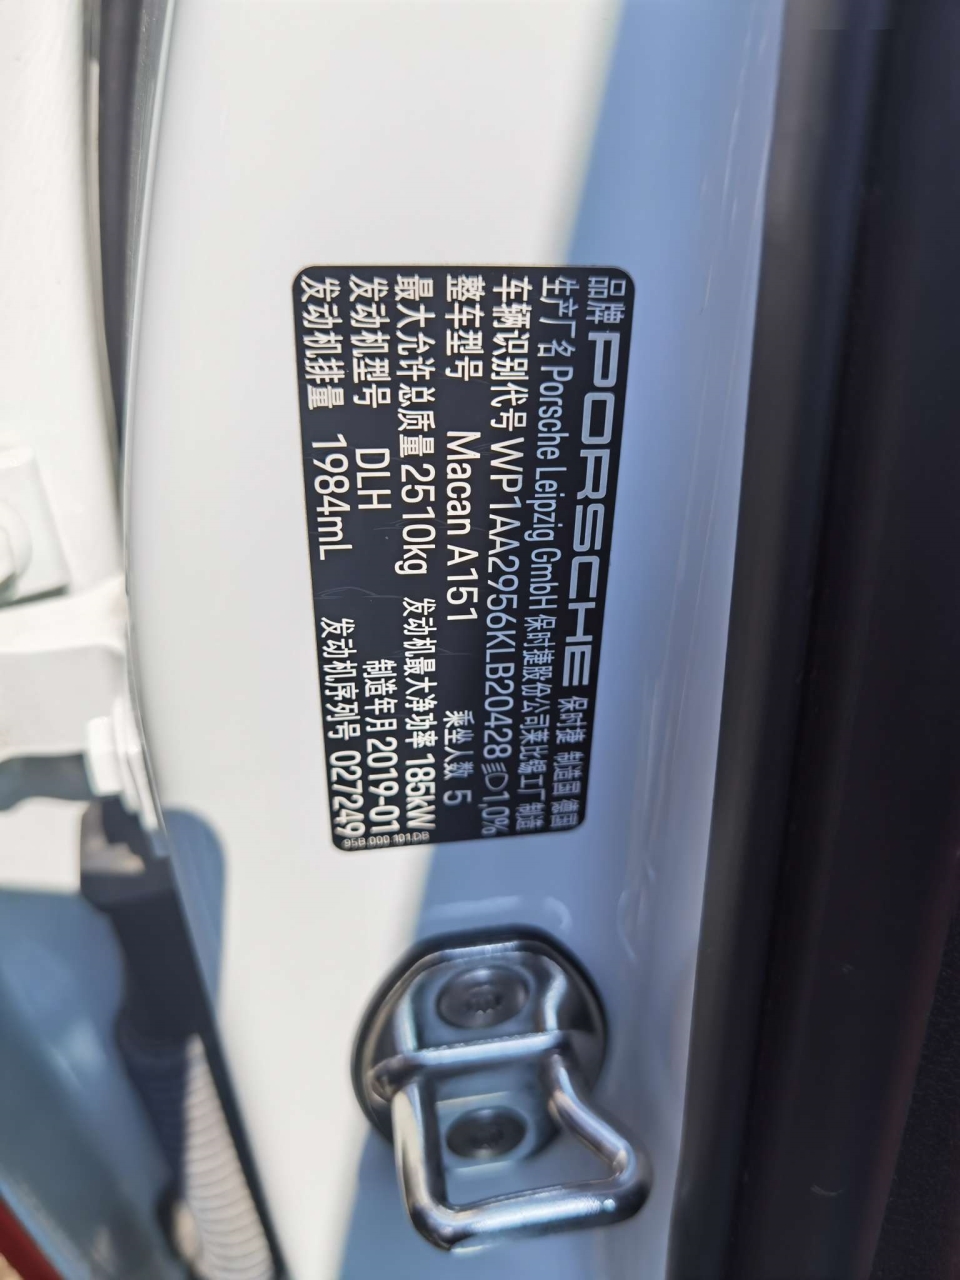 品牌 PORSCHE 保时捷 制造国 德国
生产厂名 Porsche Leipzig GmbH 保时捷股份公司莱比锡工厂 制造
车辆识别代号 WP1AA2956KLB20428 1,0%
整车型号 Macan A151 乘坐人数 5
最大允许总质量 2510kg 发动机最大净功率 185kW
发动机型号 DLH 制造年月 2019-01
发动机排量 1984mL 发动机序列号 027249
95B.000.101.DB